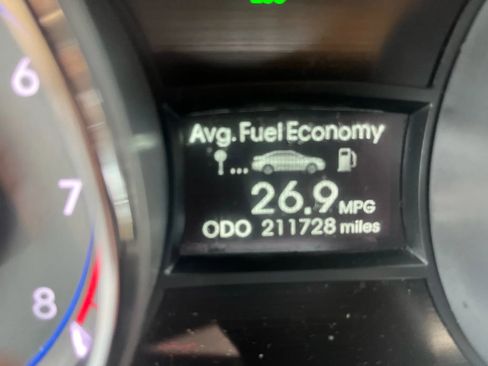 6
Avg. Fuel Economy
...
7
26.9 MPG
ODO 211728 miles
8